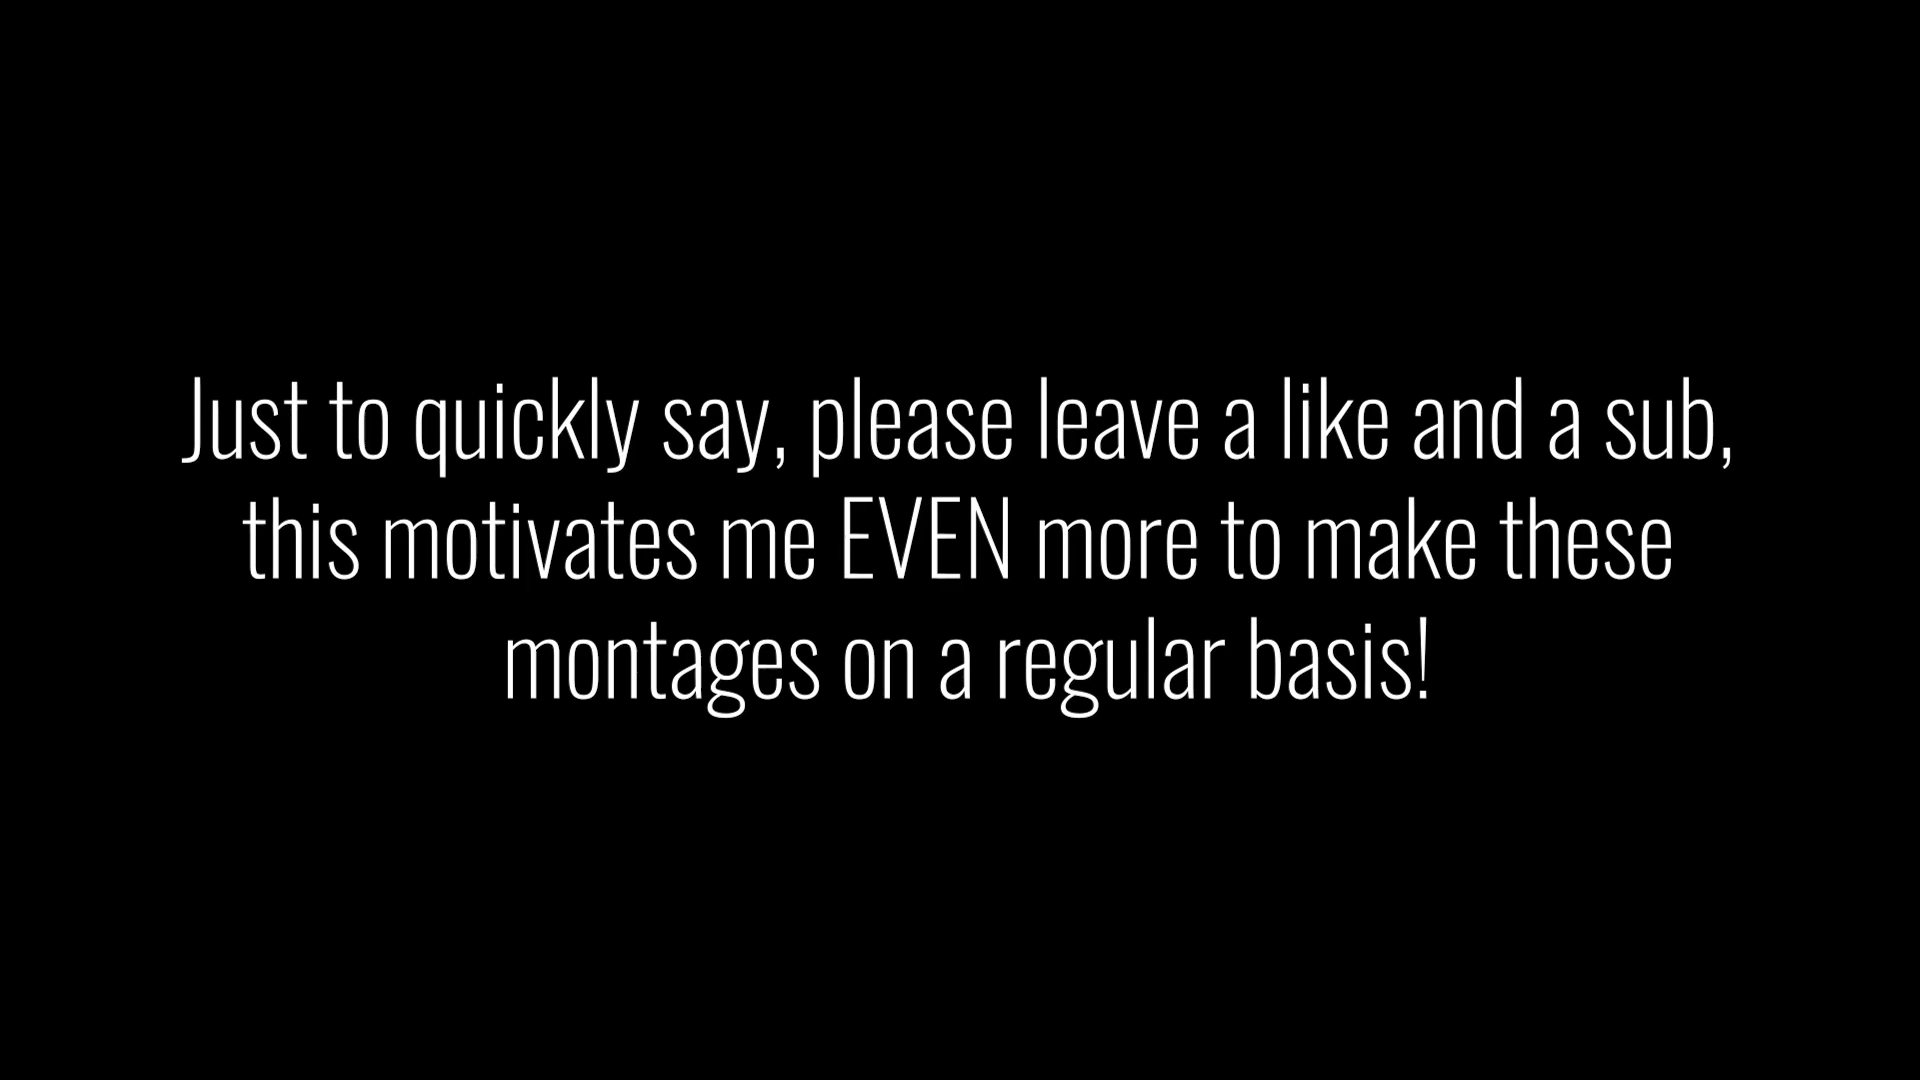 Just to quickly say, please leave a like and a sub,
this motivates me EVEN more to make these
montages on a regular basis!